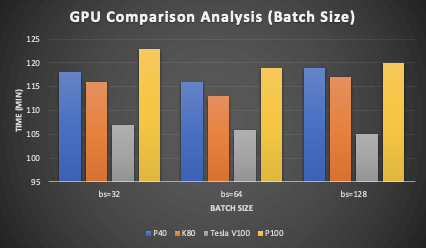 GPU Comparison Analysis (Batch Size)
125
120
115
110
105
100
95
TIME (MIN)
bs=32 bs=64 bs=128
BATCH SIZE
P40 K80 Tesla V100 P100